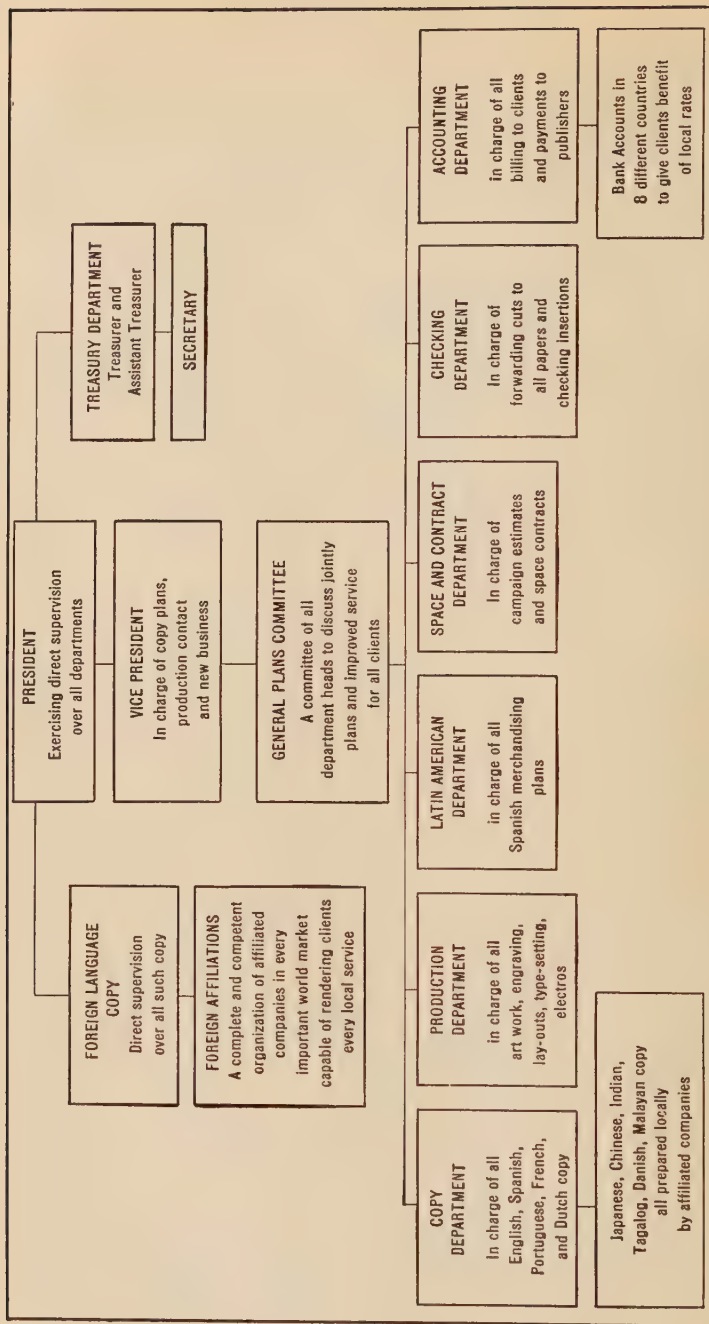 PRESIDENT
Exercising direct supervision
over all departments
FOREIGN LANGUAGE
COPY
Direct supervision
over all such copy
VICE PRESIDENT
In charge of copy plans,
production contact
and new business
TREASURY DEPARTMENT
Treasurer and
Assistant Treasurer
SECRETARY
FOREIGN AFFILIATIONS
A complete and competent
organization of affiliated
companies in every
important world market
capable of rendering clients
every local service
GENERAL PLANS COMMITTEE
A committee of all
department heads to discuss jointly
plans and improved service
for all clients
COPY
DEPARTMENT
In charge of all
English, Spanish,
Portuguese, French,
and Dutch copy
PRODUCTION
DEPARTMENT
in charge of all
art work, engraving,
lay-outs, type-setting,
electros
LATIN AMERICAN
DEPARTMENT
in charge of all
Spanish merchandising
plans
SPACE AND CONTRACT
DEPARTMENT
In charge of
campaign estimates
and space contracts
CHECKING
DEPARTMENT
In charge of
forwarding cuts to
all papers and
checking Insertions
ACCOUNTING
DEPARTMENT
in charge of all
billing to clients
and payments to
publishers
Japanese, Chinese, Indian,
Tagalog, Danish, Malayan copy
all prepared locally
by affiliated companies
Bank Accounts in
8 different countries
to give clients benefit
of local rates